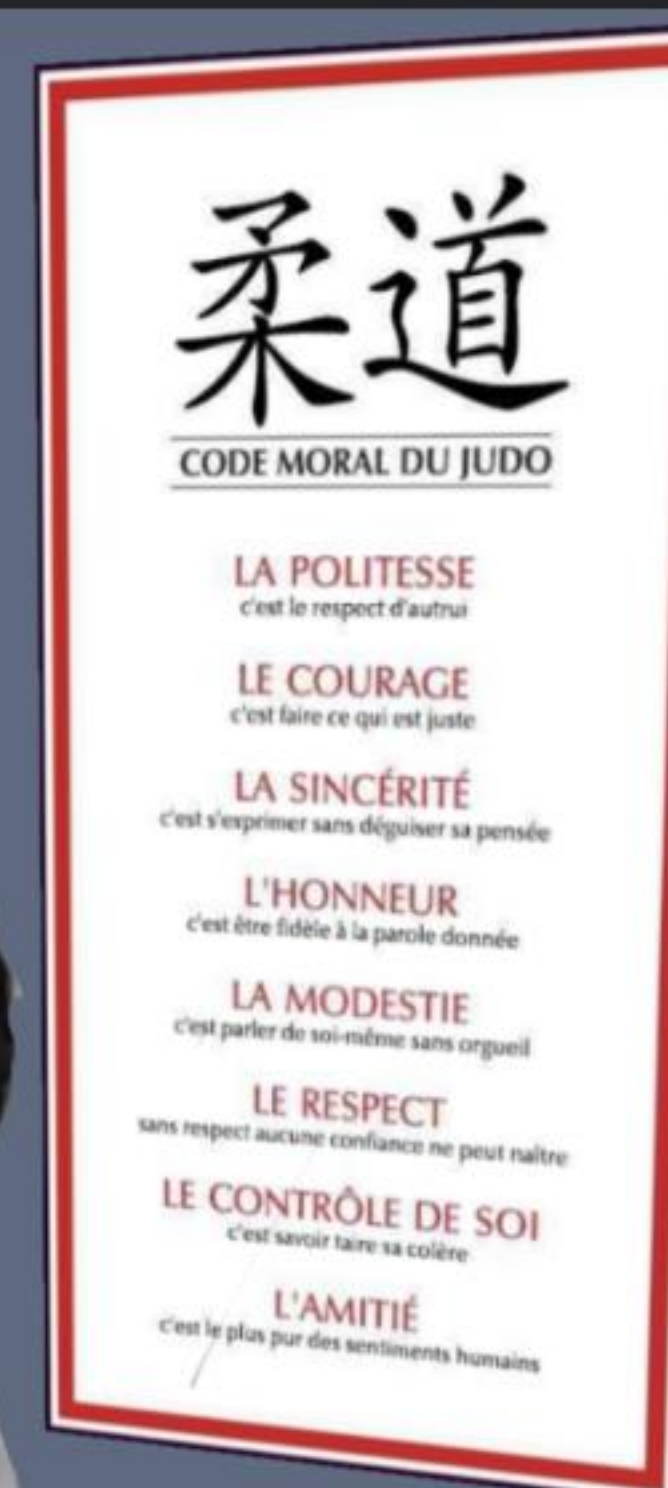 柔道
CODE MORAL DU JUDO
LA POLITESSE
c'est le respect d'autrui
LE COURAGE
c'est faire ce qui est juste
LA SINCÉRITÉ
c'est s'exprimer sans déguiser sa pensée
L'HONNEUR
c'est être fidèle à la parole donnée
LA MODESTIE
c'est parler de soi-même sans orgueil
LE RESPECT
sans respect aucune confiance ne peut naître
LE CONTRÔLE DE SOI
c'est savoir taire sa colère
L'AMITIÉ
c'est le plus pur des sentiments humains